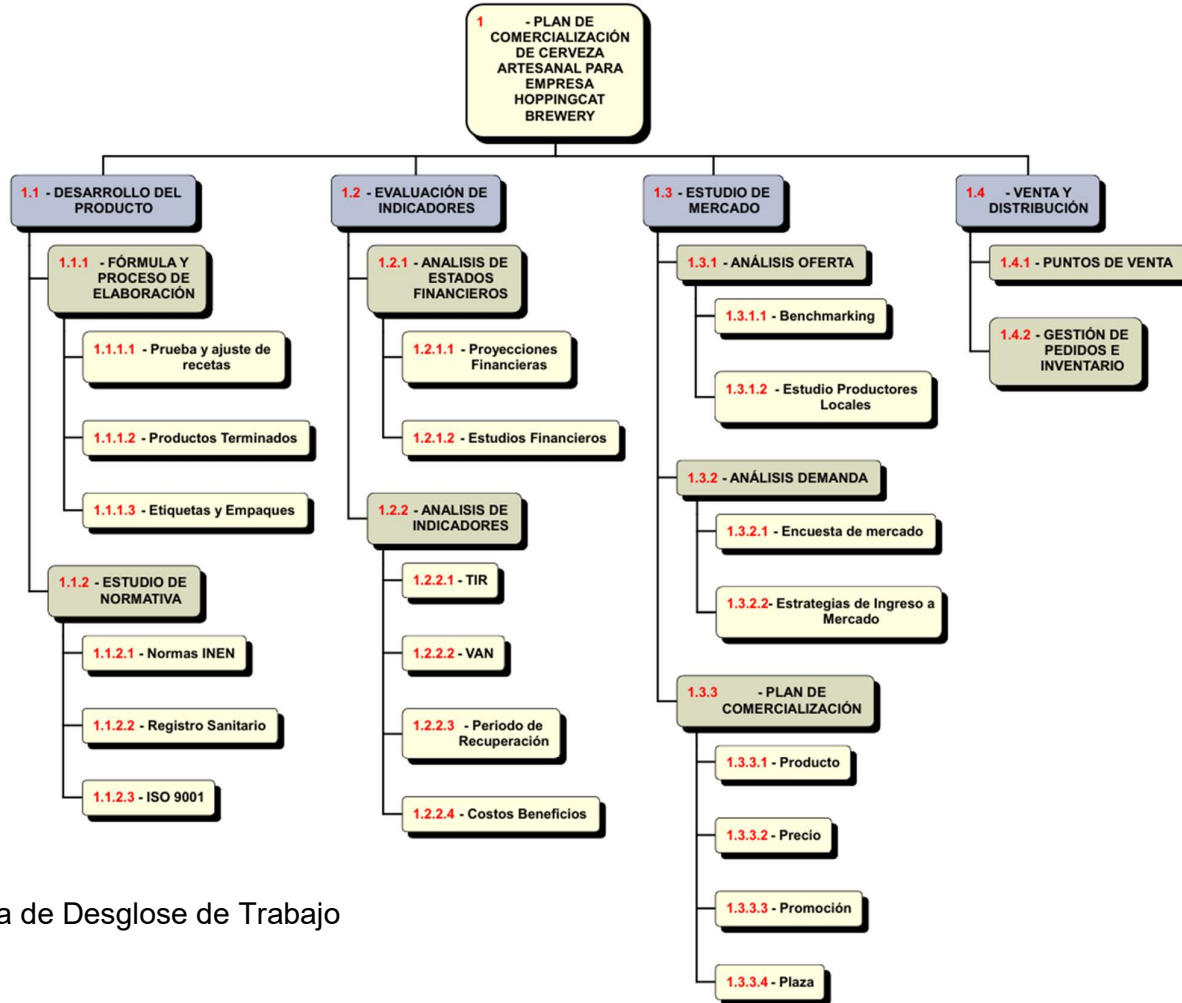 1 - PLAN DE
COMERCIALIZACIÓN
DE CERVEZA
ARTESANAL PARA
EMPRESA
HOPPINGCAT
BREWERY
1.1 - DESARROLLO DEL
PRODUCTO
1.1.1 - FÓRMULA Y
PROCESO DE
ELABORACIÓN
1.1.1.1 - Prueba y ajuste de
recetas
1.1.1.2 - Productos Terminados
1.1.1.3 - Etiquetas y Empaques
1.1.2 - ESTUDIO DE
NORMATIVA
1.1.2.1 - Normas INEN
1.1.2.2 - Registro Sanitario
1.1.2.3 - ISO 9001
1.2 - EVALUACIÓN DE
INDICADORES
1.2.1 - ANALISIS DE
ESTADOS
FINANCIEROS
1.2.1.1 - Proyecciones
Financieras
1.2.1.2 - Estudios Financieros
1.2.2 - ANALISIS DE
INDICADORES
1.2.2.1 - TIR
1.2.2.2 - VAN
1.2.2.3 - Periodo de
Recuperación
1.2.2.4 - Costos Beneficios
1.3 - ESTUDIO DE
MERCADO
1.3.1 - ANÁLISIS OFERTA
1.3.1.1 - Benchmarking
1.3.1.2 - Estudio Productores
Locales
1.3.2 - ANÁLISIS DEMANDA
1.3.2.1 - Encuesta de mercado
1.3.2.2- Estrategias de Ingreso a
Mercado
1.3.3 - PLAN DE
COMERCIALIZACIÓN
1.3.3.1 - Producto
1.3.3.2 - Precio
1.3.3.3 - Promoción
1.3.3.4 - Plaza
1.4 - VENTA Y
DISTRIBUCIÓN
1.4.1 - PUNTOS DE VENTA
1.4.2 - GESTIÓN DE
PEDIDOS E
INVENTARIO
a de Desglose de Trabajo